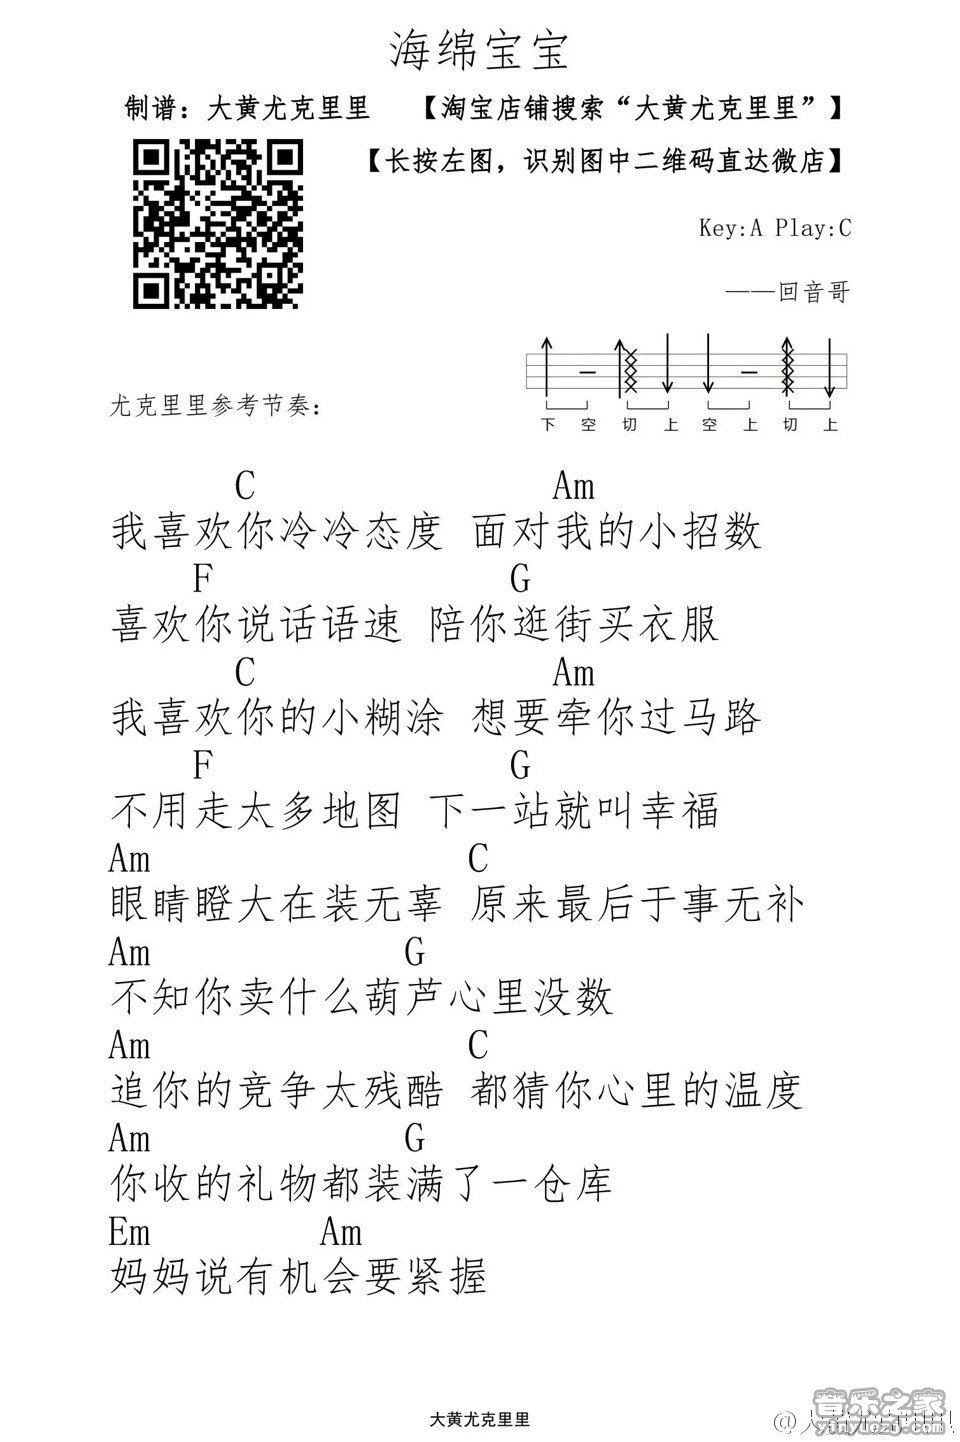 海绵宝宝
制谱：大黄尤克里里 【淘宝店铺搜索“大黄尤克里里”】
【长按左图，识别图中二维码直达微店】
Key:A Play:C
——回音哥
尤克里里参考节奏：
下 空 切 上 空 上 切 上
C Am
我喜欢你冷冷态度 面对我的小招数
F G
喜欢你说话语速 陪你逛街买衣服
C Am
我喜欢你的小糊涂 想要牵你过马路
F G
不用走太多地图 下一站就叫幸福
Am C
眼睛瞪大在装无辜 原来最后于事无补
Am G
不知你卖什么葫芦心里没数
Am C
追你的竞争太残酷 都猜你心里的温度
Am G
你收的礼物都装满了一仓库
Em Am
妈妈说有机会要紧握
大黄尤克里里
音乐之家
yinyuezj.com